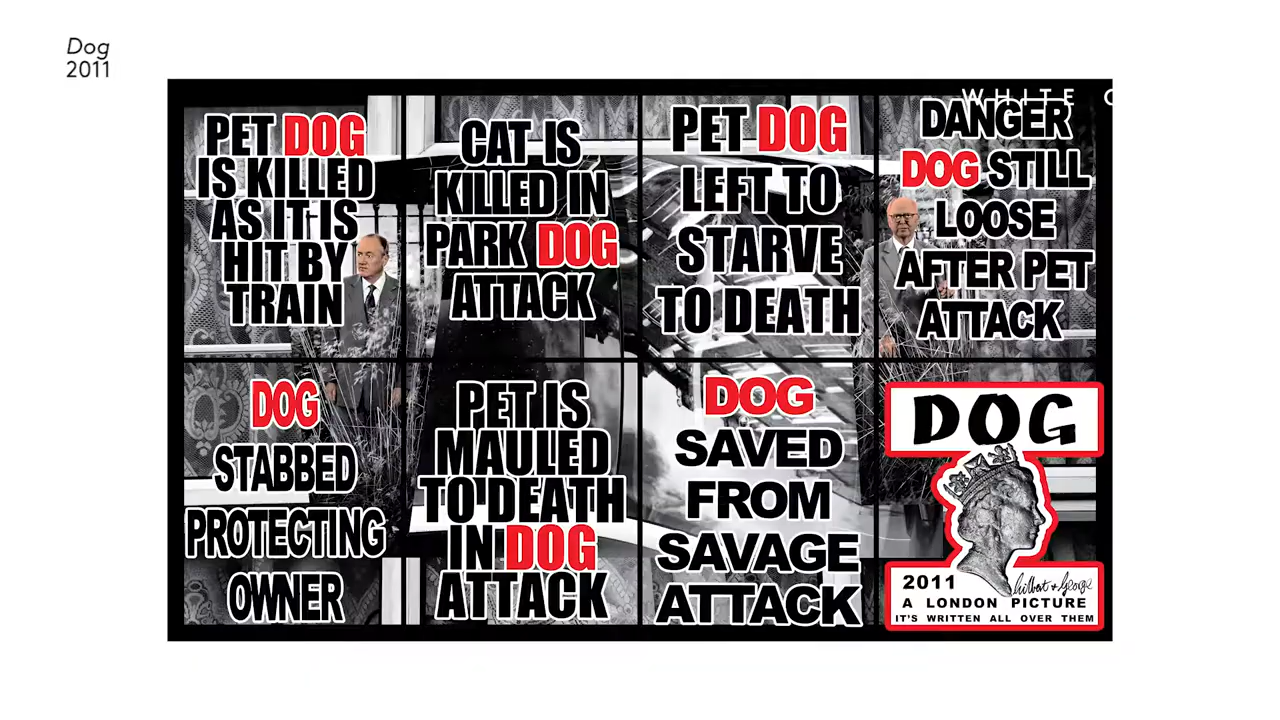 Dog
2011
WHITE C
PET DOG
IS KILLED
AS IT IS
HIT BY
TRAIN
CAT IS
KILLED IN
PARK DOG
ATTACK
PET DOG
LEFT TO
STARVE
TO DEATH
DANGER
DOG STILL
LOOSE
AFTER PET
ATTACK
DOG
STABBED
PROTECTING
OWNER
PET IS
MAULED
TO DEATH
IN DOG
ATTACK
DOG
SAVED
FROM
SAVAGE
ATTACK
DOG
2011 Gilbert + George
A LONDON PICTURE
IT'S WRITTEN ALL OVER THEM